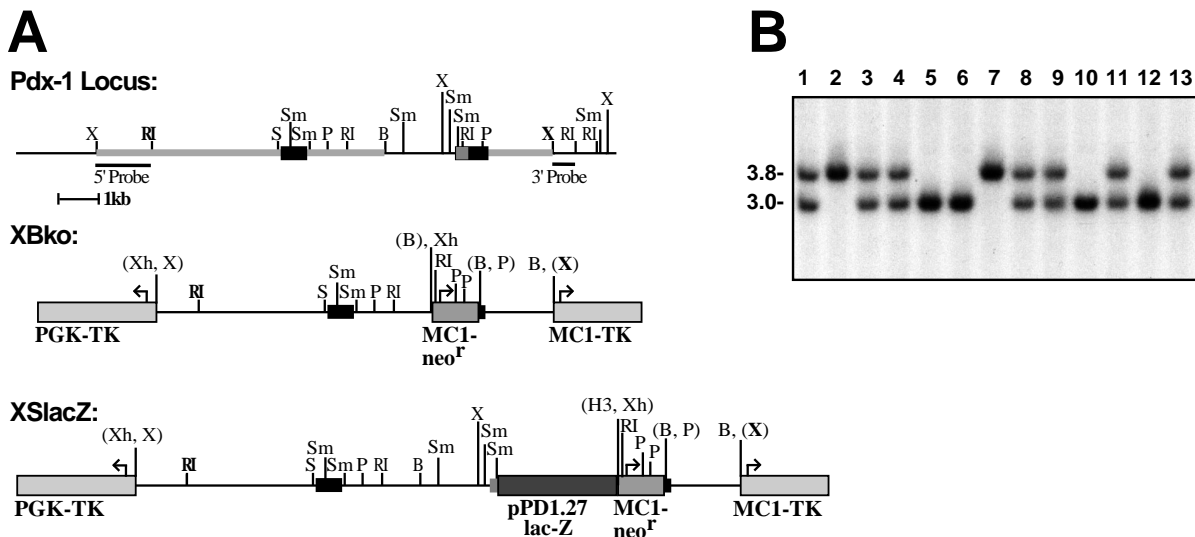 A
Pdx-1 Locus:
X
RI
S
Sm
Sm
P
RI
B
Sm
X
Sm
Sm
RI
P
X
RI
RI
Sm
X
5' Probe
3' Probe
1kb
XBko:
(Xh, X)
RI
S
Sm
Sm
P
RI
(B), Xh
RI
P
P
(B, P)
B, (X)
PGK-TK
MC1-
neor
MC1-TK
XSlacZ:
(Xh, X)
RI
S
Sm
Sm
P
RI
B
Sm
X
Sm
Sm
(H3, Xh)
RI
P
P
(B, P)
B, (X)
PGK-TK
pPD1.27
lac-Z
MC1-
neor
MC1-TK
B
1 2 3 4 5 6 7 8 9 10 11 12 13
3.8-
3.0-